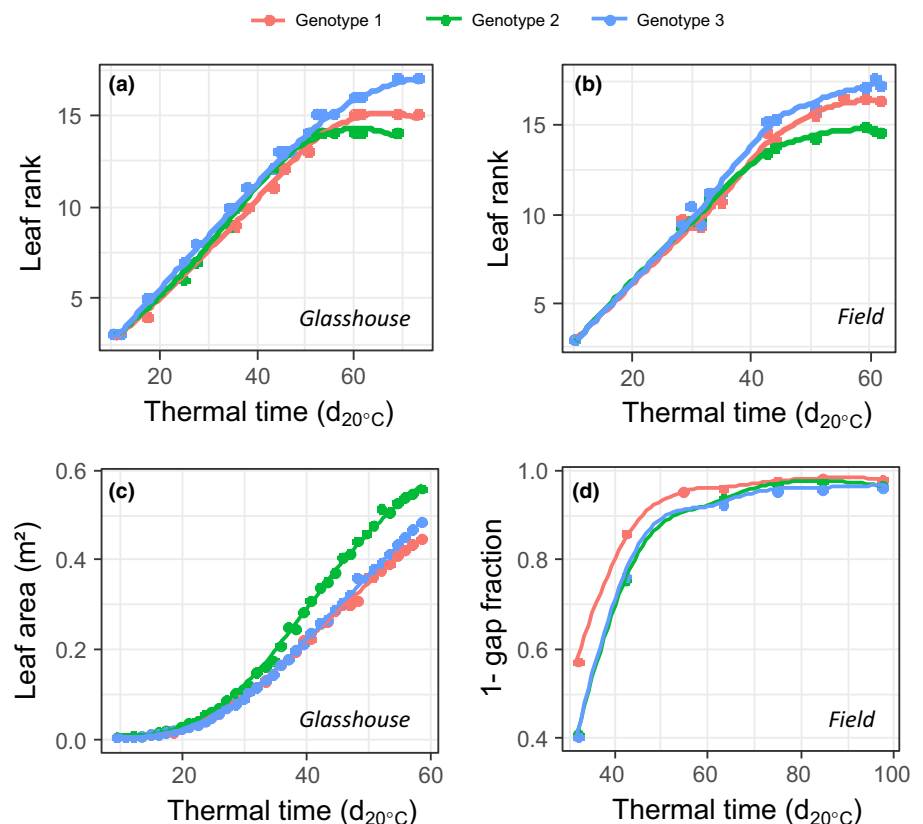 Genotype 1 Genotype 2 Genotype 3
(a)
Leaf rank
15
10
5
Glasshouse
20 40 60
Thermal time (d20°C)
(b)
Leaf rank
15
10
5
Field
20 40 60
Thermal time (d20°C)
(c)
Leaf area (m²)
0.6
0.4
0.2
0.0
Glasshouse
20 40 60
Thermal time (d20°C)
(d)
1- gap fraction
1.0
0.8
0.6
0.4
Field
40 60 80 100
Thermal time (d20°C)